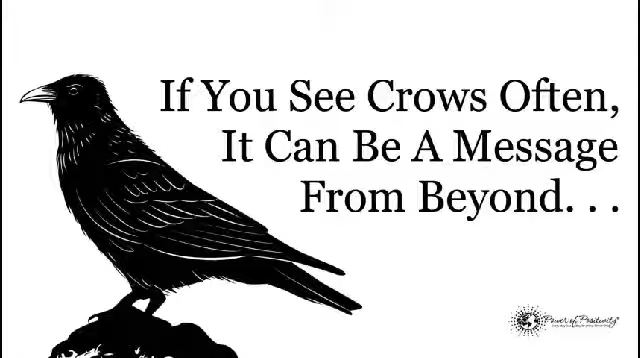 If You See Crows Often,
It Can Be A Message
From Beyond. . .
Power of Positivity